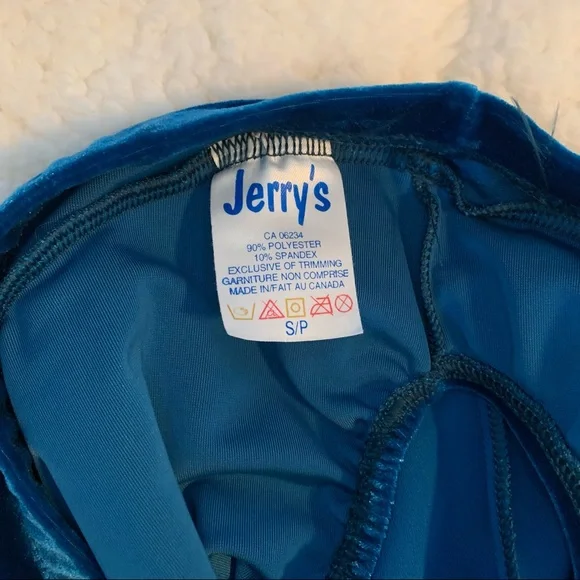 Jerry's
CA 06234
90% POLYESTER
10% SPANDEX
EXCLUSIVE OF TRIMMING
GARNITURE NON COMPRISE
MADE IN/FAIT AU CANADA
S/P